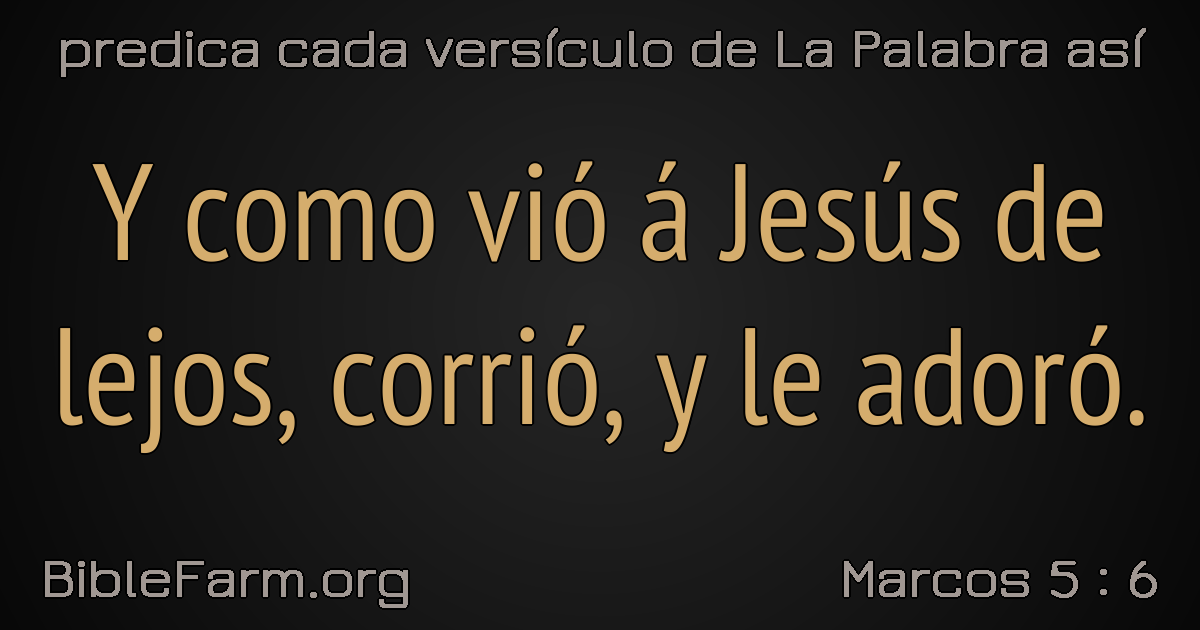 predica cada versículo de La Palabra así
Y como vió á Jesús de
lejos, corrió, y le adoró.
BibleFarm.org
Marcos 5 : 6